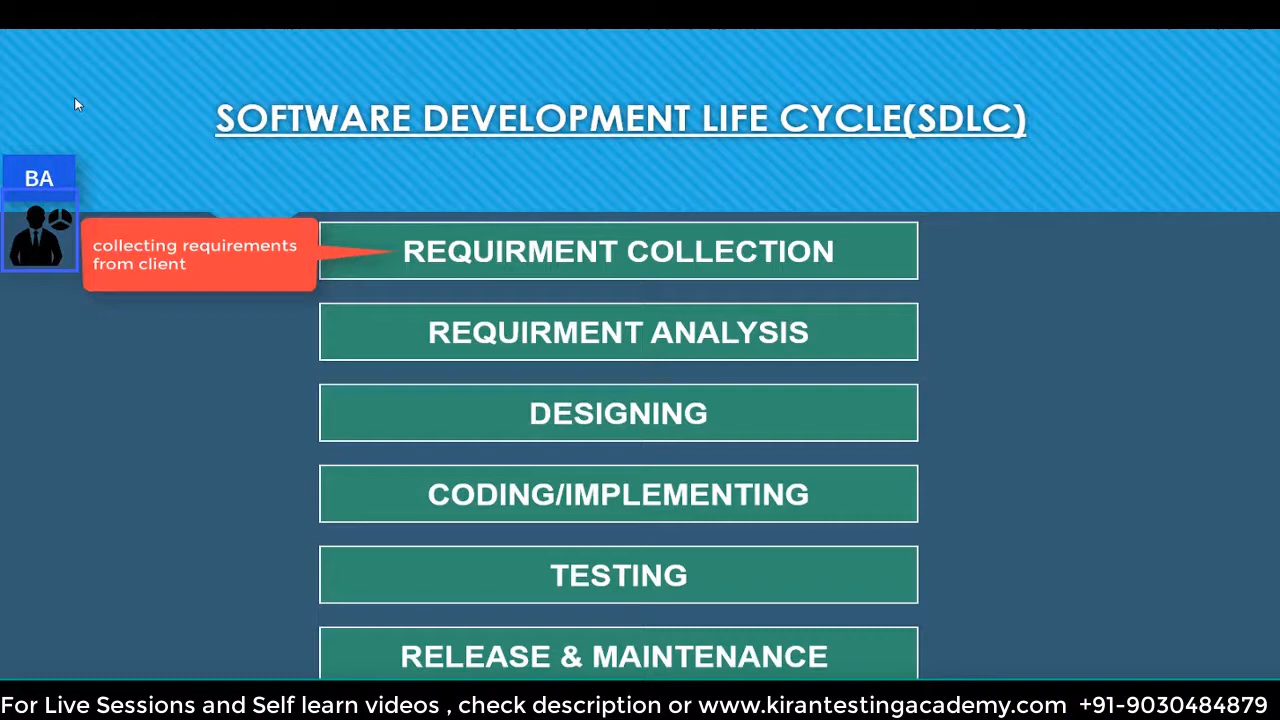 SOFTWARE DEVELOPMENT LIFE CYCLE(SDLC)
BA
collecting requirements
from client
REQUIRMENT COLLECTION
REQUIRMENT ANALYSIS
DESIGNING
CODING/IMPLEMENTING
TESTING
RELEASE & MAINTENANCE
For Live Sessions and Self learn videos , check description or www.kirantestingacademy.com +91-9030484879